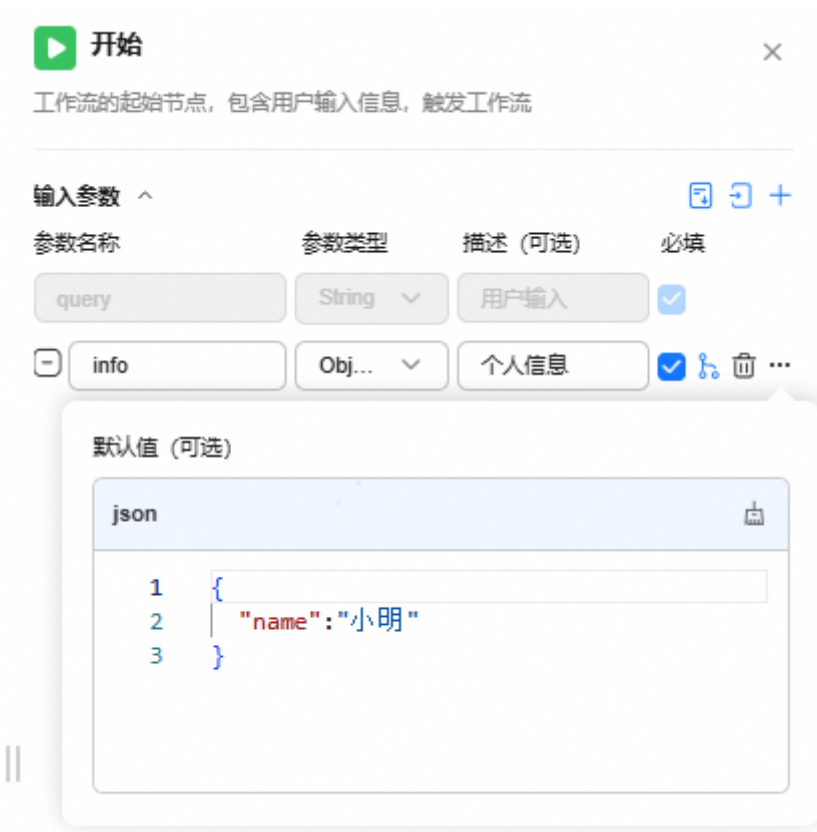 开始
工作流的起始节点，包含用户输入信息，触发工作流
输入参数
参数名称 参数类型 描述（可选） 必填
query String 用户输入
info Obj... 个人信息
默认值（可选）
json
1 {
2 "name":"小明"
3 }